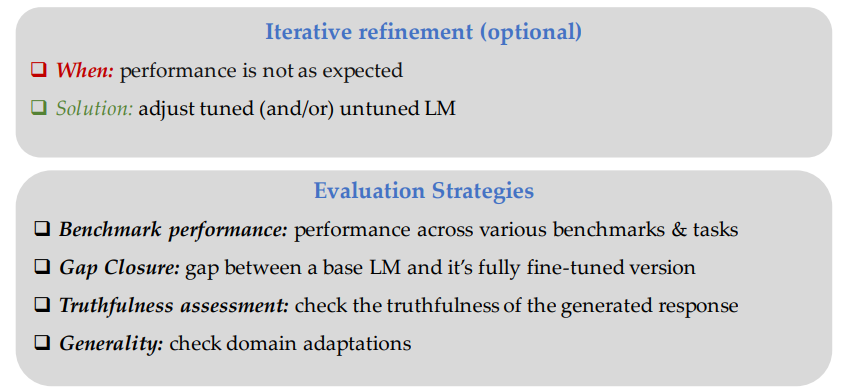 Iterative refinement (optional)
When: performance is not as expected
Solution: adjust tuned (and/or) untuned LM
Evaluation Strategies
Benchmark performance: performance across various benchmarks & tasks
Gap Closure: gap between a base LM and it's fully fine-tuned version
Truthfulness assessment: check the truthfulness of the generated response
Generality: check domain adaptations